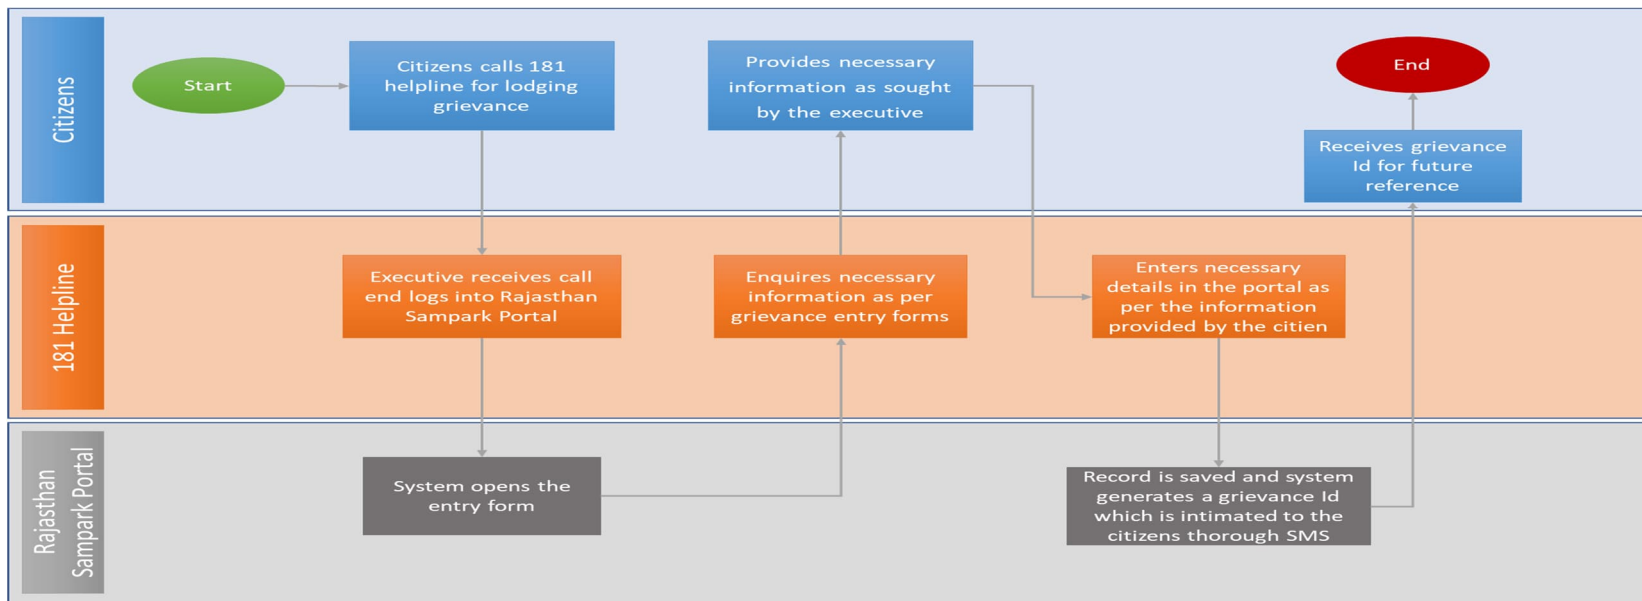 Citizens
Start
Citizens calls 181
helpline for lodging
grievance
Provides necessary
information as sought
by the executive
End
Receives grievance
Id for future
reference
181 Helpline
Executive receives call
end logs into Rajasthan
Sampark Portal
Enquires necessary
information as per
grievance entry forms
Enters necessary
details in the portal as
per the information
provided by the citien
Rajasthan
Sampark Portal
System opens the
entry form
Record is saved and system
generates a grievance Id
which is intimated to the
citizens thorough SMS